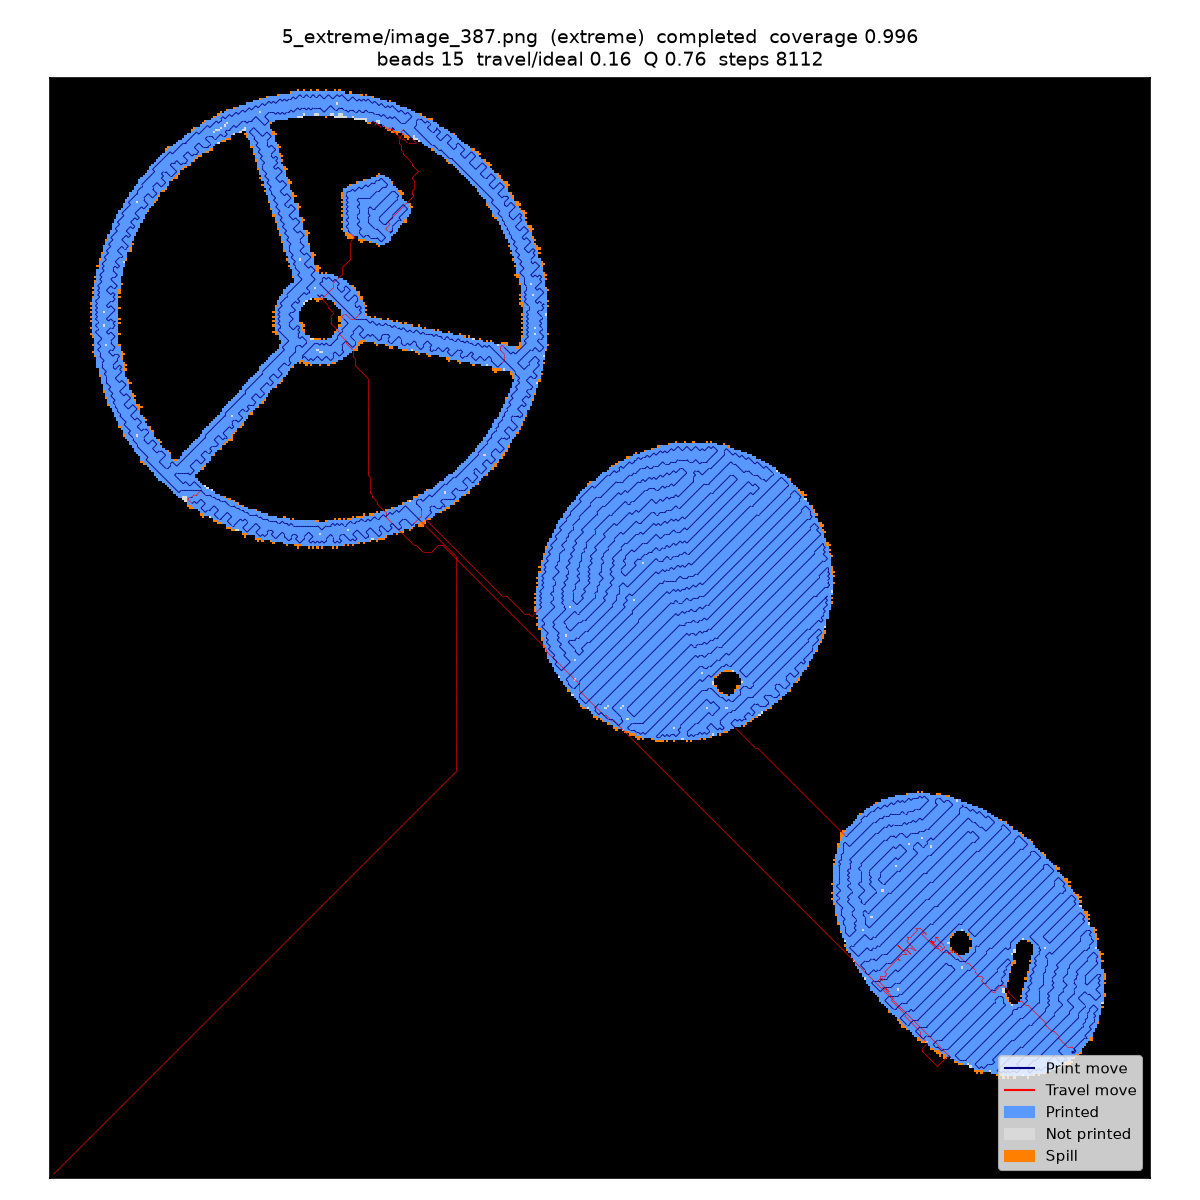 5_extreme/image_387.png  (extreme)  completed  coverage 0.996
beads 15  travel/ideal 0.16  Q 0.76  steps 8112
Print move
Travel move
Printed
Not printed
Spill